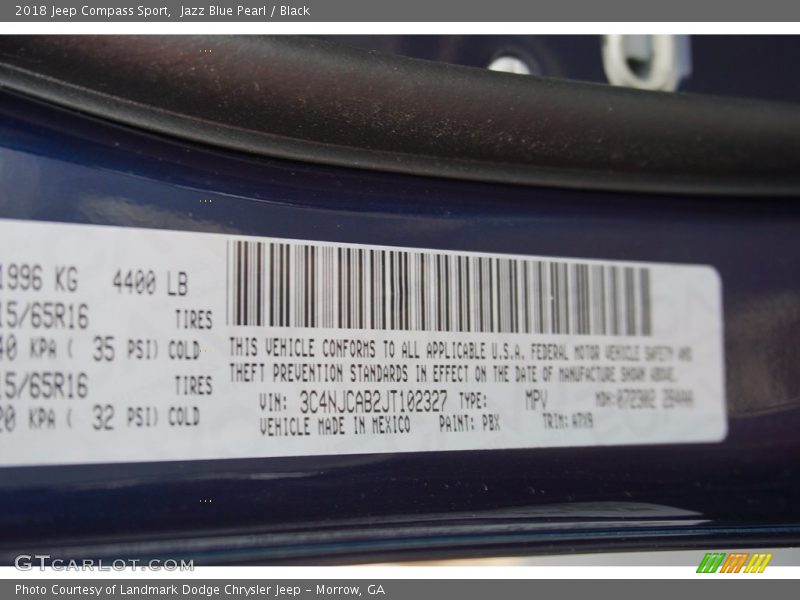 2018 Jeep Compass Sport,  Jazz Blue Pearl / Black
1996 KG 4400 LB
15/65R16 TIRES
40 KPA ( 35 PSI) COLD
15/65R16 TIRES
20 KPA ( 32 PSI) COLD
THIS VEHICLE CONFORMS TO ALL APPLICABLE U.S.A. FEDERAL MOTOR VEHICLE SAFETY AND
THEFT PREVENTION STANDARDS IN EFFECT ON THE DATE OF MANUFACTURE SHOWN ABOVE.
VIN: 3C4NJCAB2JT102327 TYPE: MPV MDH:
VEHICLE MADE IN MEXICO PAINT: PBX TRIM: A7X9
GTCARLOT.COM
Photo Courtesy of Landmark Dodge Chrysler Jeep - Morrow, GA